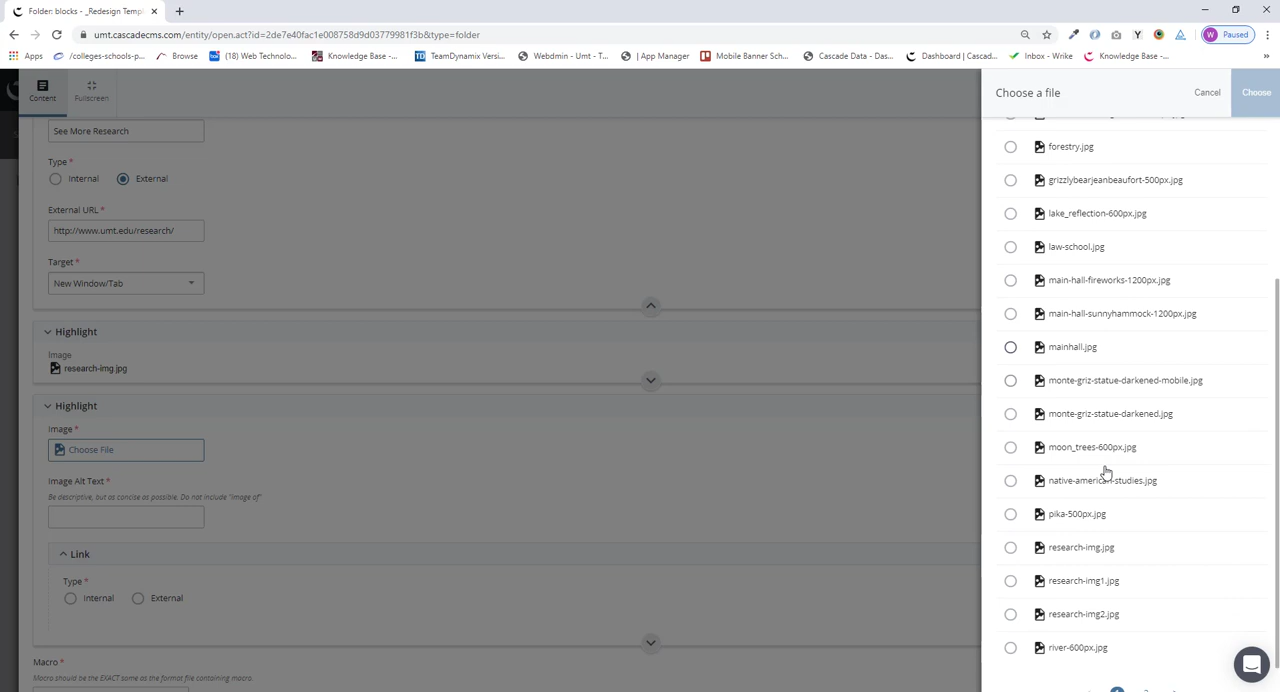 Folder: blocks - _Redesign Temp
umt.cascadecms.com/entity/open.act?id=2de7e40fac1e008758d9d03779981f3b&type=folder
W Paused
Apps /colleges-schools-p... Browse (18) Web Technolo... Knowledge Base -... TeamDynamix Versi... Webdmin - Umt - T... | App Manager Mobile Banner Sch... Cascade Data - Das... Dashboard | Cascad... Inbox - Wrike Knowledge Base -... »
Content
Fullscreen
Choose a file
Cancel
Choose
See More Research
Type *
Internal
External
External URL *
http://www.umt.edu/research/
Target *
New Window/Tab
Highlight
Image
research-img.jpg
Highlight
Image *
Choose File
Image Alt Text *
Be descriptive, but as concise as possible. Do not include "image of"
Link
Type *
Internal
External
Macro *
Macro should be the EXACT same as the format file containing macro.
forestry.jpg
grizzlybearjeanbeaufort-500px.jpg
lake_reflection-600px.jpg
law-school.jpg
main-hall-fireworks-1200px.jpg
main-hall-sunnyhammock-1200px.jpg
mainhall.jpg
monte-griz-statue-darkened-mobile.jpg
monte-griz-statue-darkened.jpg
moon_trees-600px.jpg
native-american-studies.jpg
pika-500px.jpg
research-img.jpg
research-img1.jpg
research-img2.jpg
river-600px.jpg